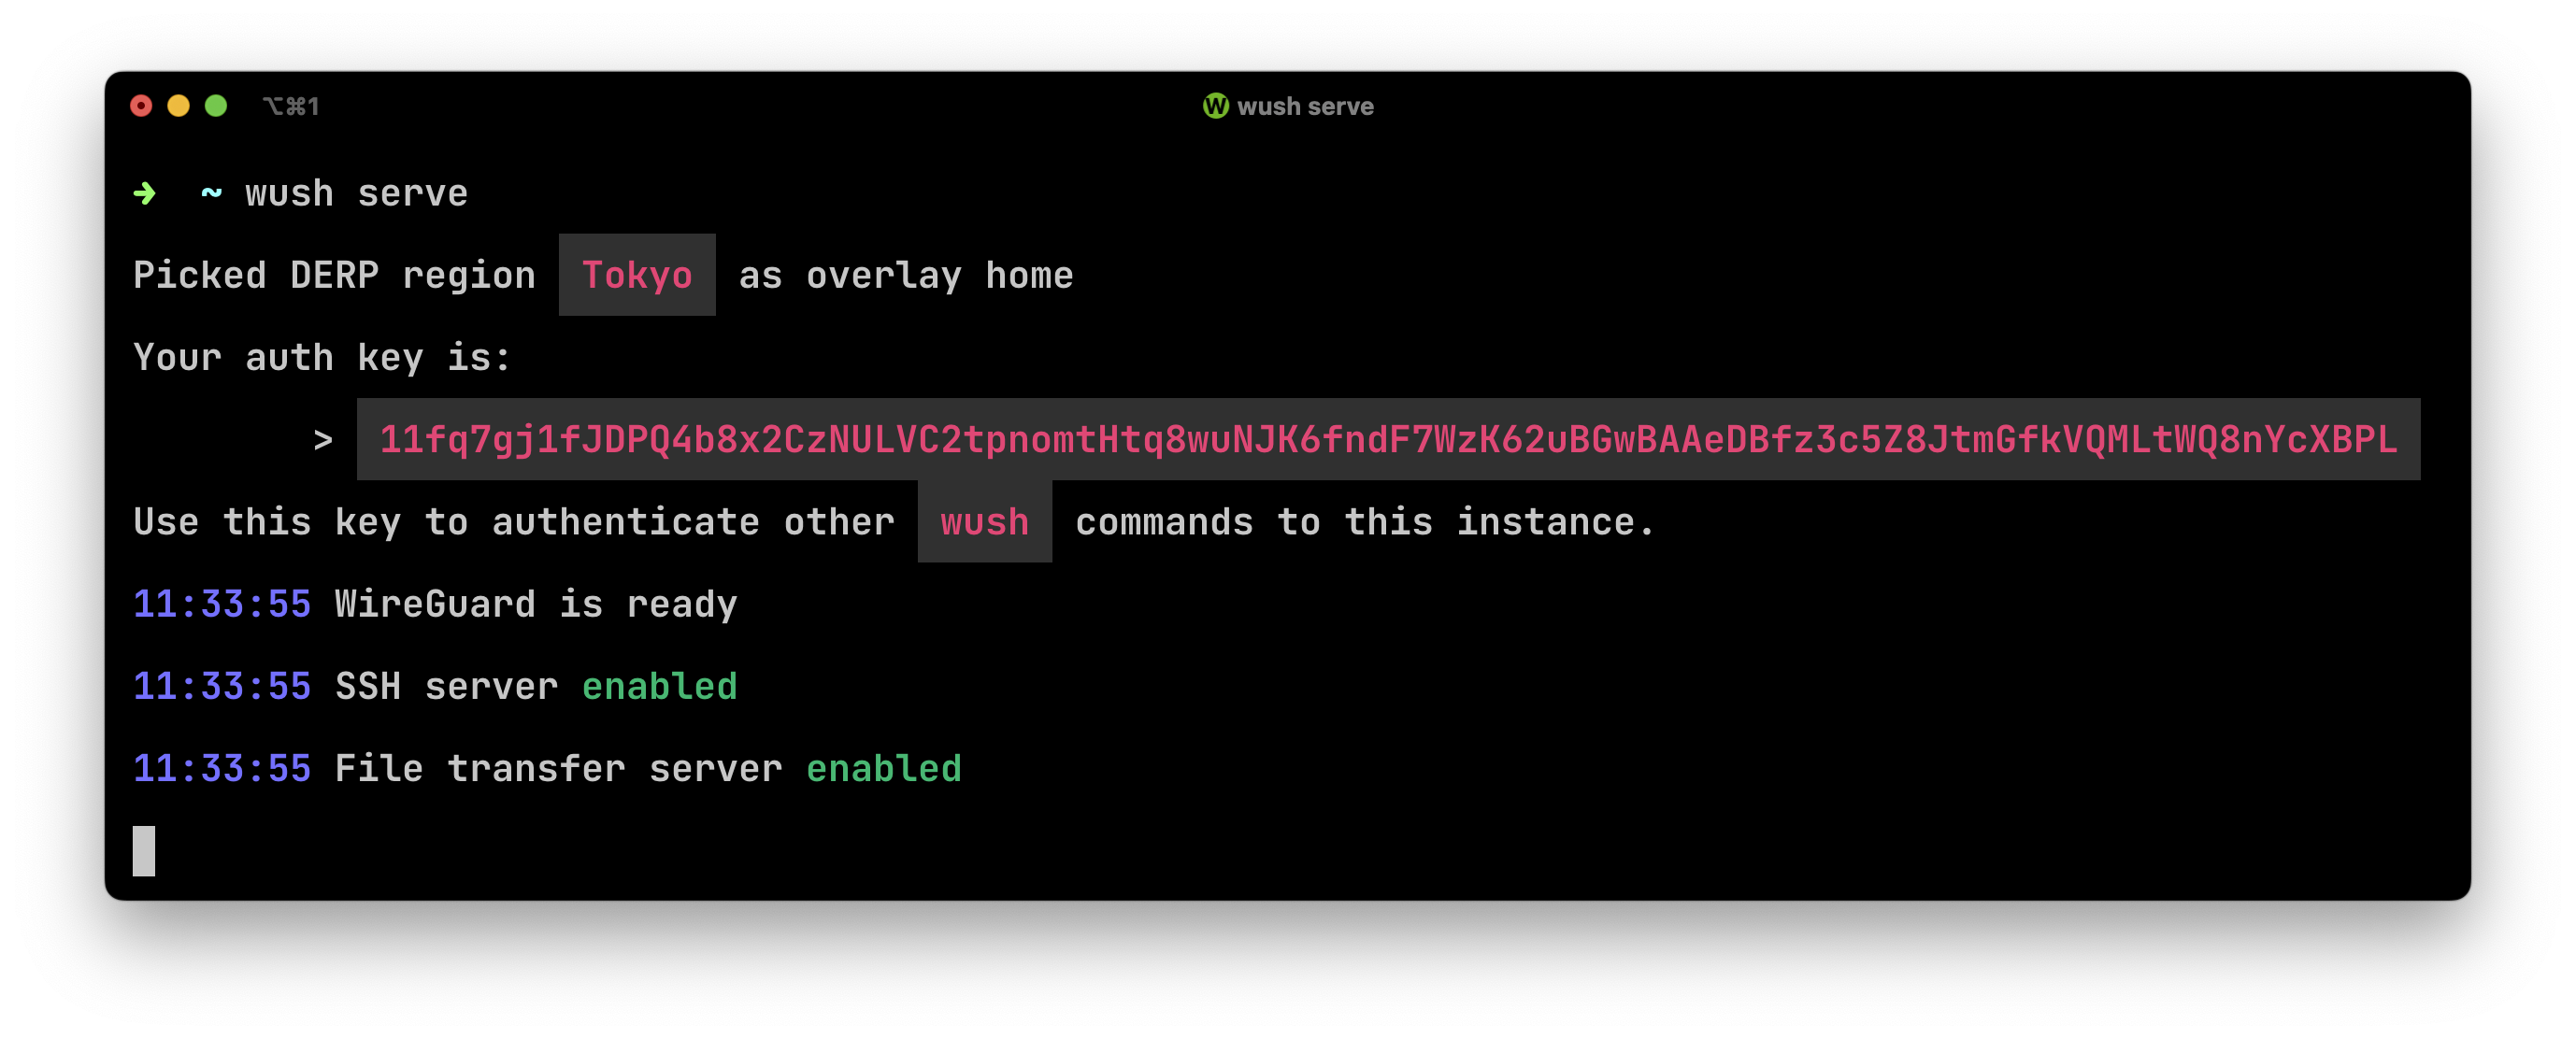 ⌥⌘1 W wush serve
➜ ~ wush serve
Picked DERP region Tokyo as overlay home
Your auth key is:
> 11fq7gj1fJDPQ4b8x2CzNULVC2tpnomtHtq8wuNJK6fndF7WzK62uBGwBAAeDBfz3c5Z8JtmGfkVQMLtWQ8nYcXBPL
Use this key to authenticate other wush commands to this instance.
11:33:55 WireGuard is ready
11:33:55 SSH server enabled
11:33:55 File transfer server enabled